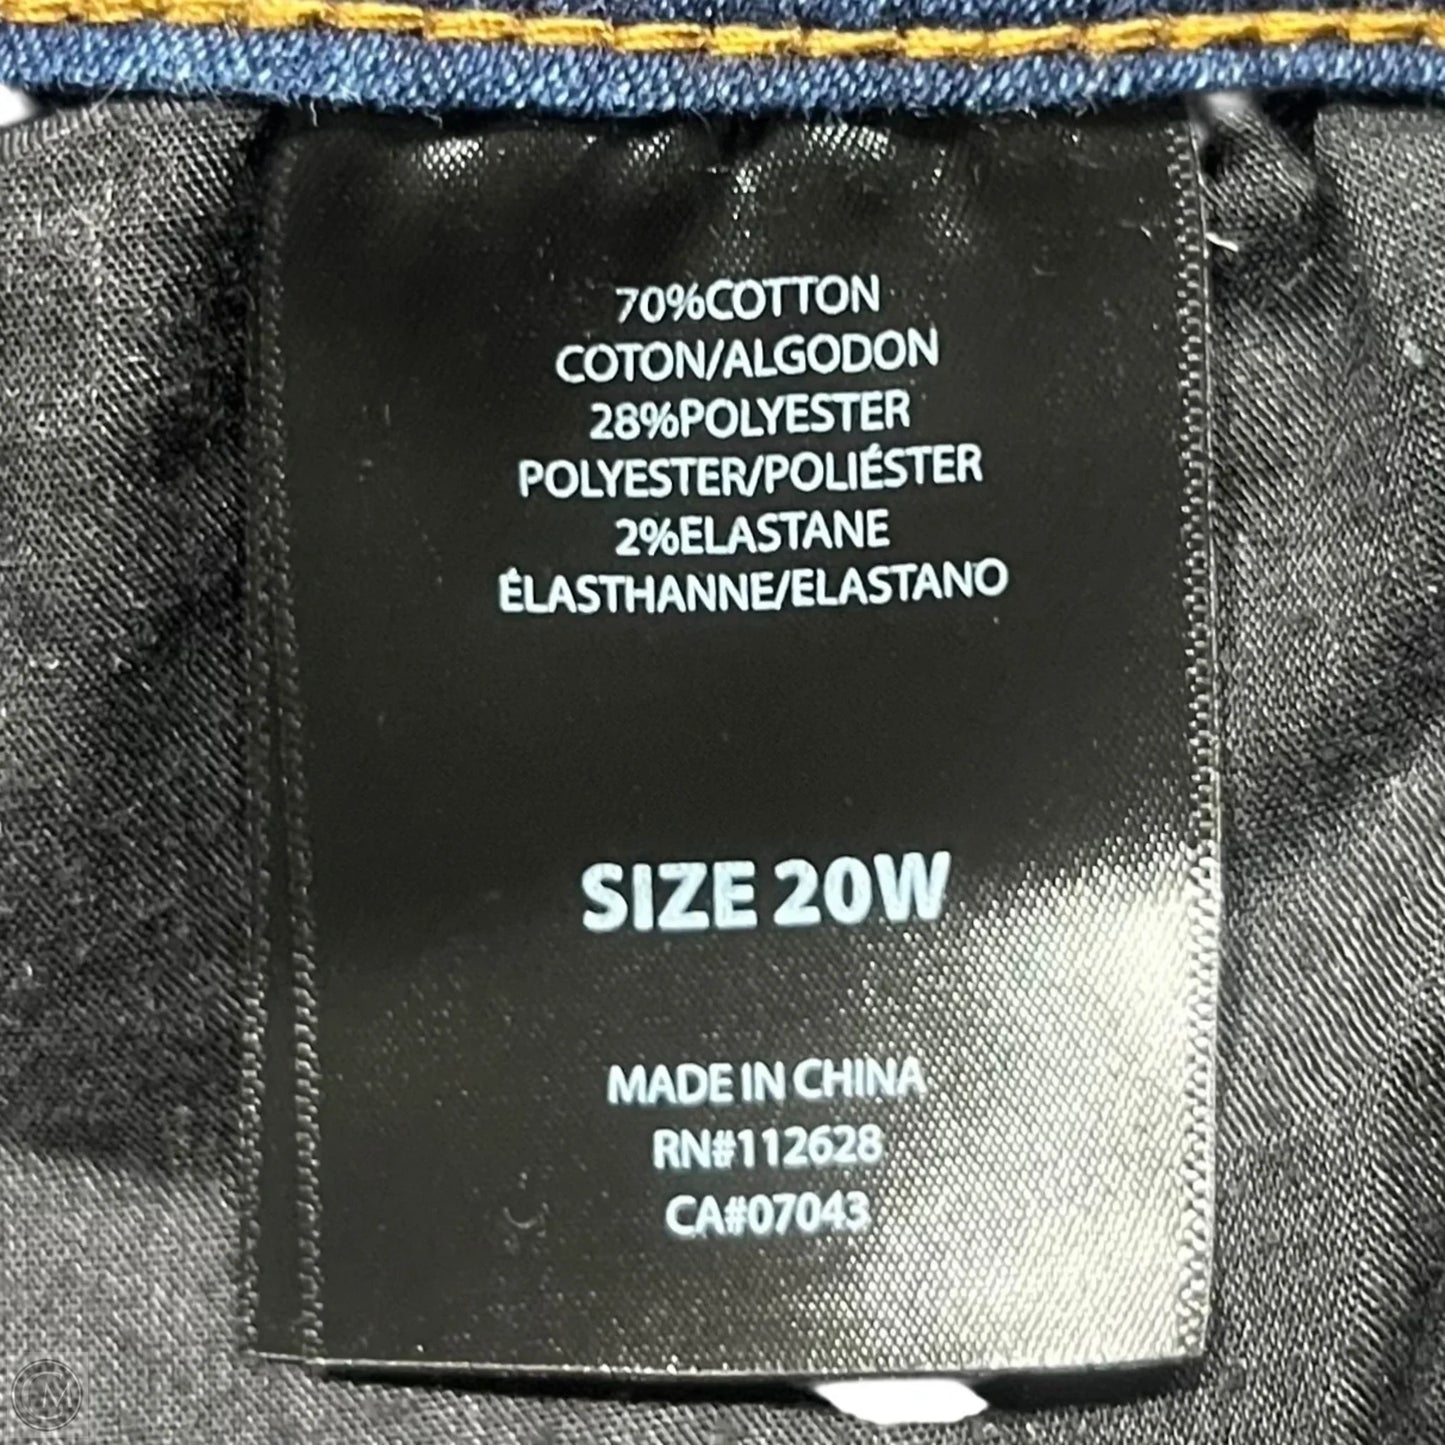 70%COTTON
COTON/ALGODON
28%POLYESTER
POLYESTER/POLIÉSTER
2%ELASTANE
ÉLASTHANNE/ELASTANO
SIZE 20W
MADE IN CHINA
RN#112628
CA#07043